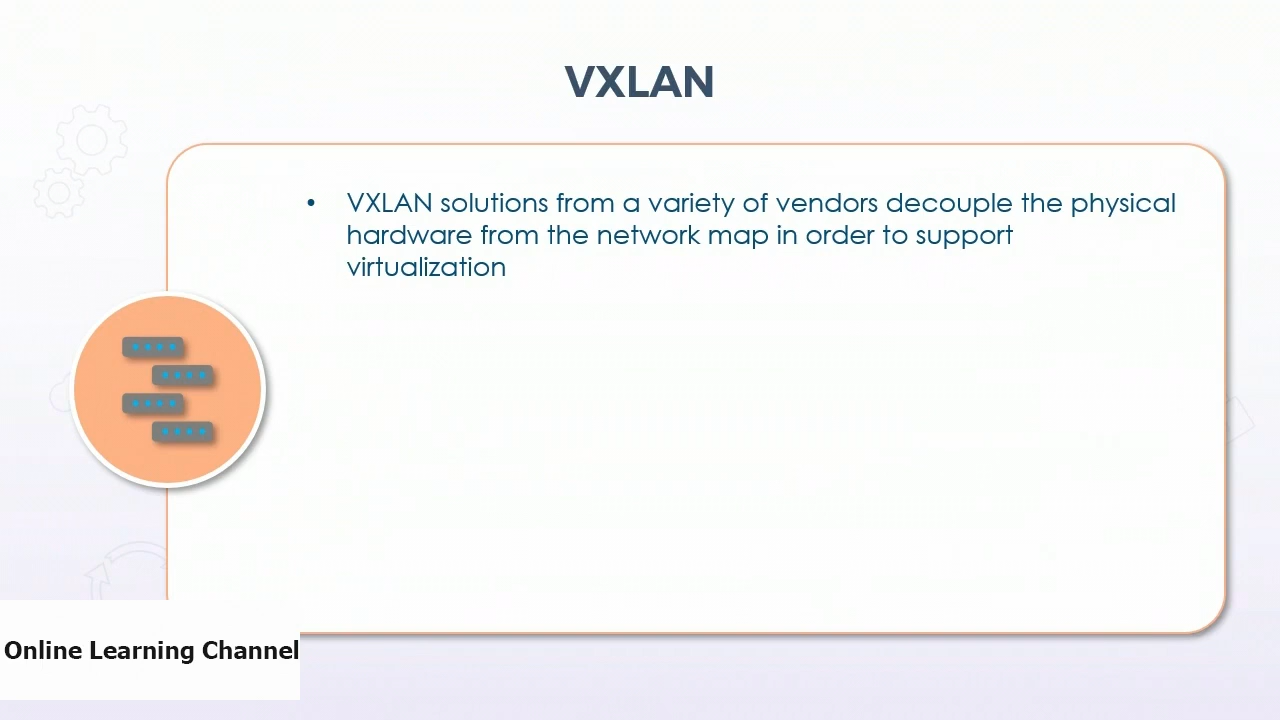 VXLAN
• VXLAN solutions from a variety of vendors decouple the physical
hardware from the network map in order to support
virtualization
Online Learning Channel